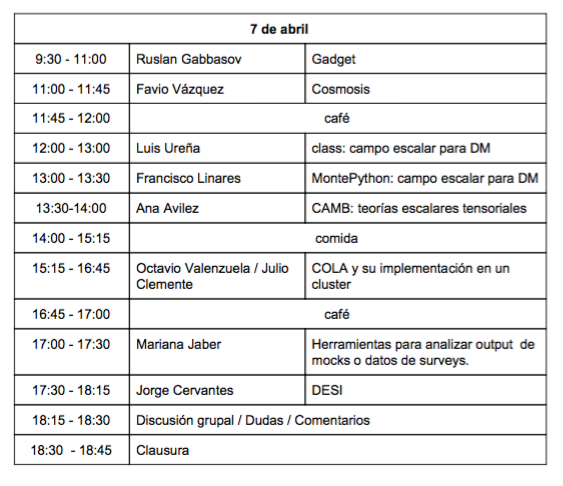 7 de abril
9:30 - 11:00 Ruslan Gabbasov Gadget
11:00 - 11:45 Favio Vázquez Cosmosis
11:45 - 12:00 café
12:00 - 13:00 Luis Ureña class: campo escalar para DM
13:00 - 13:30 Francisco Linares MontePython: campo escalar para DM
13:30-14:00 Ana Avilez CAMB: teorías escalares tensoriales
14:00 - 15:15 comida
15:15 - 16:45 Octavio Valenzuela / Julio COLA y su implementación en un
Clemente cluster
16:45 - 17:00 café
17:00 - 17:30 Mariana Jaber Herramientas para analizar output de
mocks o datos de surveys.
17:30 - 18:15 Jorge Cervantes DESI
18:15 - 18:30 Discusión grupal / Dudas / Comentarios
18:30 - 18:45 Clausura